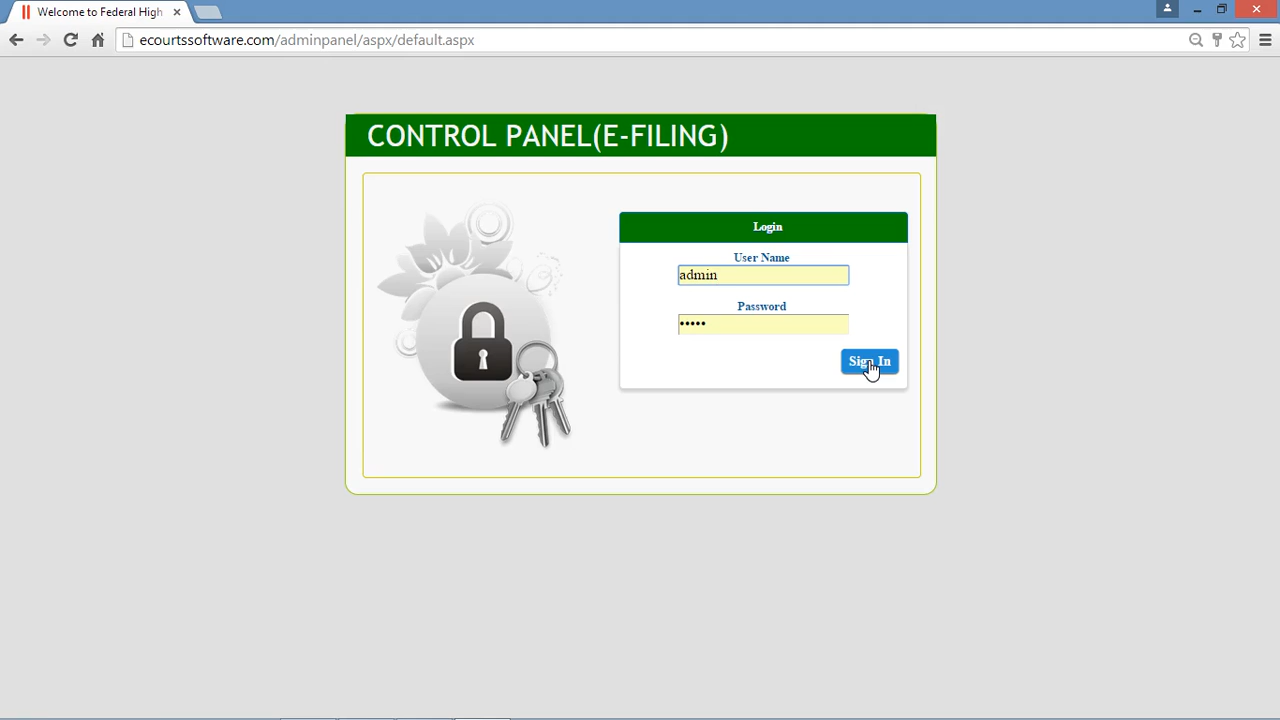 Welcome to Federal High
ecourtssoftware.com/adminpanel/aspx/default.aspx
CONTROL PANEL(E-FILING)
Login
User Name
admin
Password
•••••
Sign In